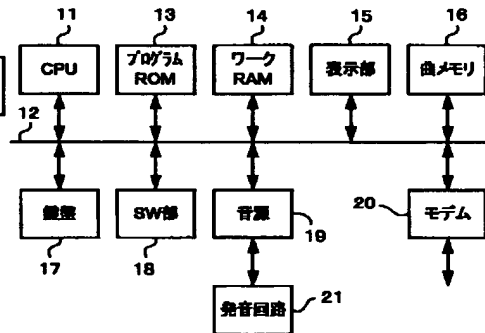 11
13
14
15
16
CPU
プログラム
ROM
ワーク
RAM
表示部
曲メモリ
12
鍵盤
SW部
音源
モデム
17
18
19
20
発音回路
21